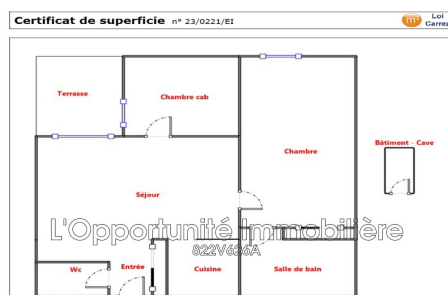 Certificat de superficie n° 23/0221/EI
m²
Loi
Carrez
Terrasse
Chambre cab
Chambre
Bâtiment - Cave
Séjour
L'Opportunité Immobilière
822V626A
Wc
Entrée
Cuisine
Salle de bain